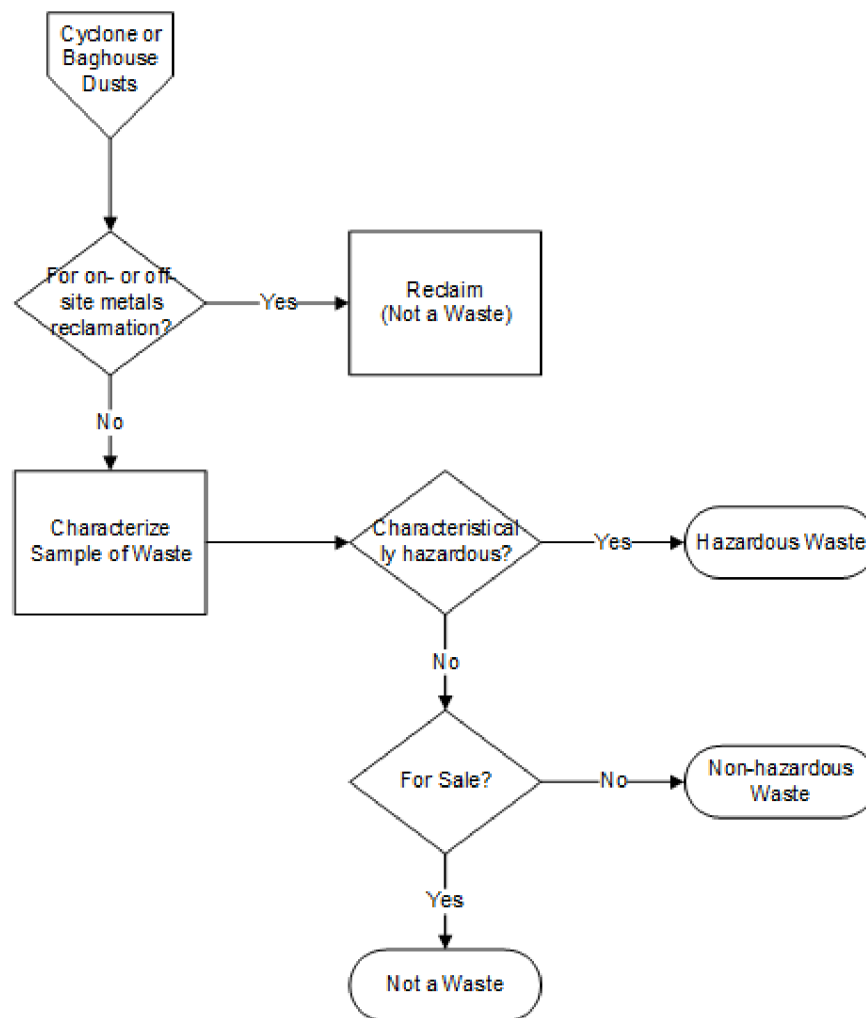 Cyclone or
Baghouse
Dusts
For on- or off-
site metals
reclamation?
Yes
Reclaim
(Not a Waste)
No
Characterize
Sample of Waste
Characteristical
ly hazardous?
Yes
Hazardous Waste
No
For Sale?
No
Non-hazardous
Waste
Yes
Not a Waste